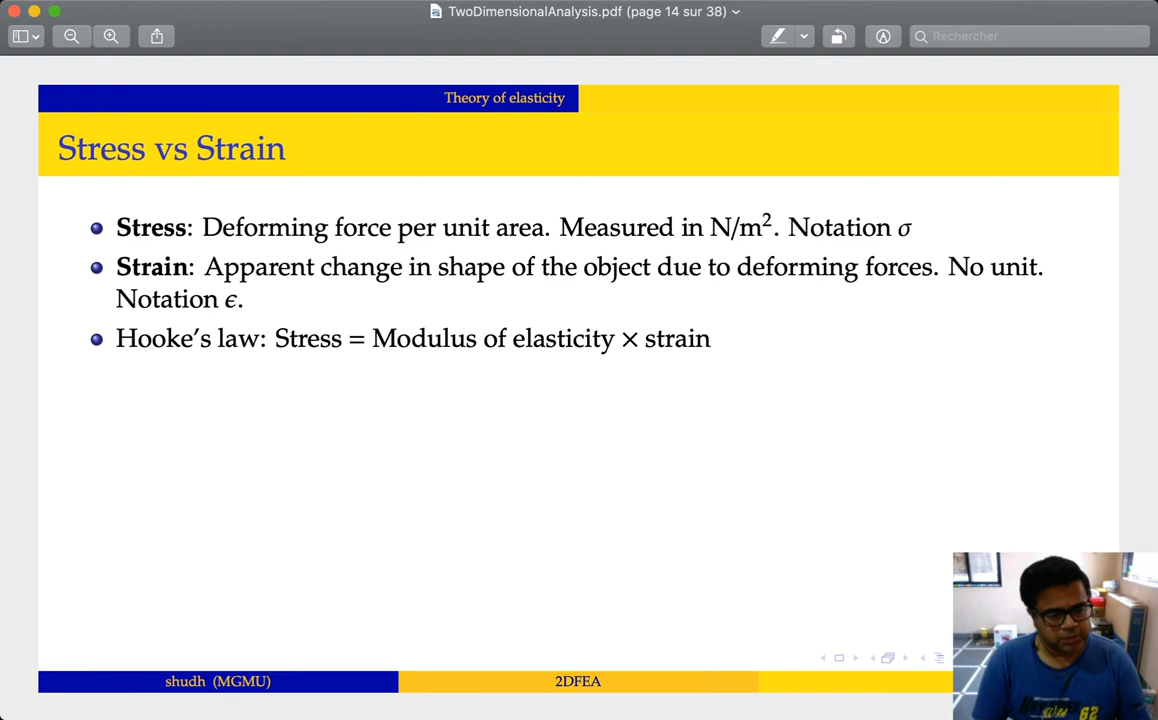 TwoDimensionalAnalysis.pdf (page 14 sur 38)
Rechercher
Theory of elasticity
Stress vs Strain
Stress: Deforming force per unit area. Measured in N/m². Notation σ
Strain: Apparent change in shape of the object due to deforming forces. No unit.
Notation ϵ.
Hooke's law: Stress = Modulus of elasticity × strain
shudh (MGMU)
2DFEA
62